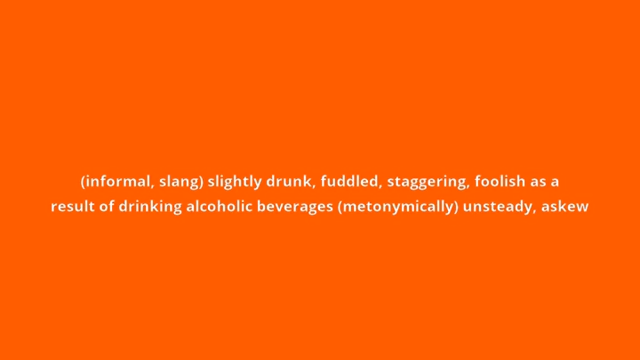 (informal, slang) slightly drunk, fuddled, staggering, foolish as a
result of drinking alcoholic beverages (metonymically) unsteady, askew